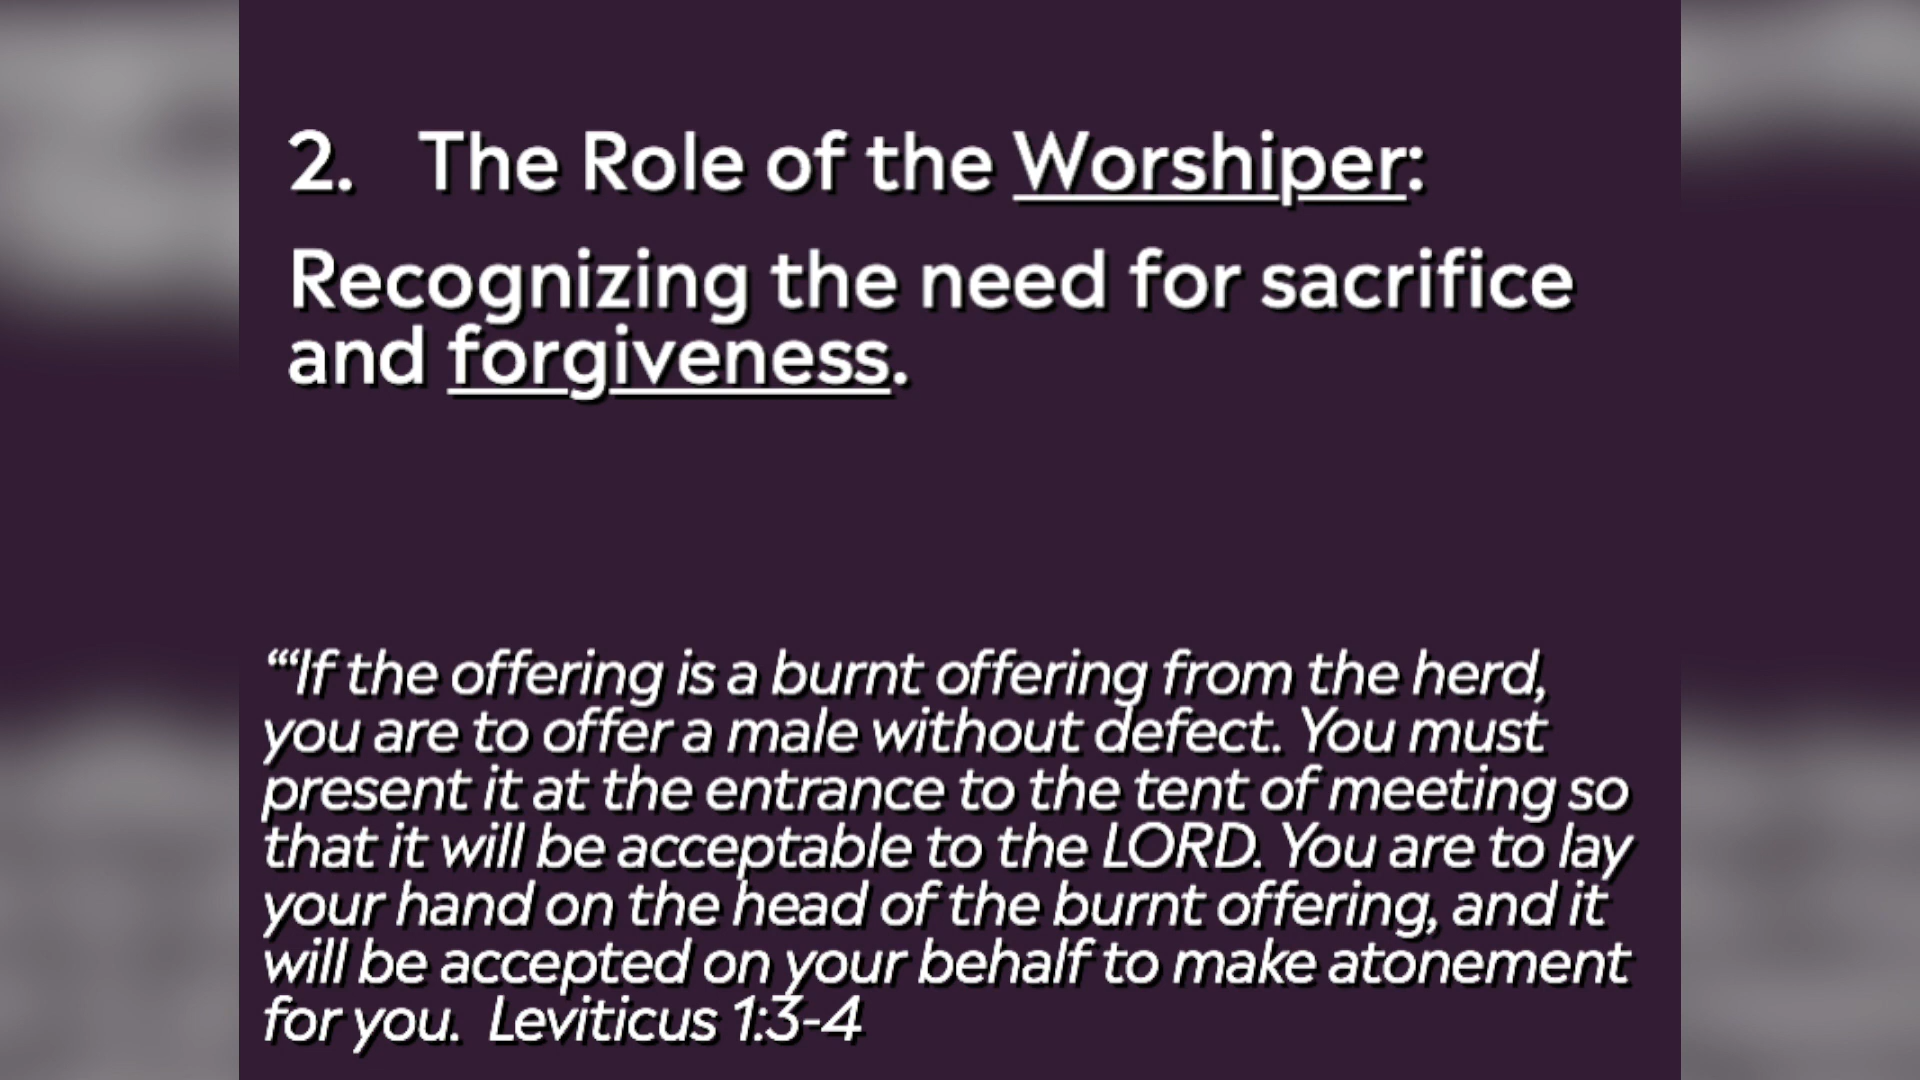 2. The Role of the Worshiper:
Recognizing the need for sacrifice
and forgiveness.
“‘If the offering is a burnt offering from the herd,
you are to offer a male without defect. You must
present it at the entrance to the tent of meeting so
that it will be acceptable to the LORD. You are to lay
your hand on the head of the burnt offering, and it
will be accepted on your behalf to make atonement
for you. Leviticus 1:3-4